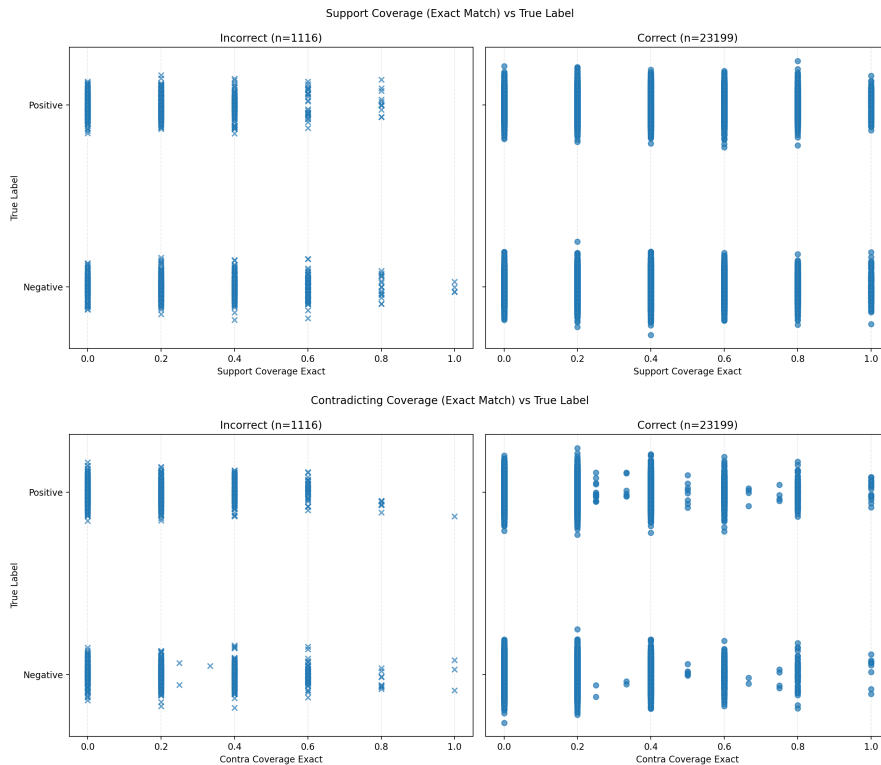 Support Coverage (Exact Match) vs True Label
Incorrect (n=1116)
Correct (n=23199)
Positive
Negative
True Label
0.0 0.2 0.4 0.6 0.8 1.0
0.0 0.2 0.4 0.6 0.8 1.0
Support Coverage Exact
Support Coverage Exact
Contradicting Coverage (Exact Match) vs True Label
Incorrect (n=1116)
Correct (n=23199)
Positive
Negative
True Label
0.0 0.2 0.4 0.6 0.8 1.0
0.0 0.2 0.4 0.6 0.8 1.0
Contra Coverage Exact
Contra Coverage Exact